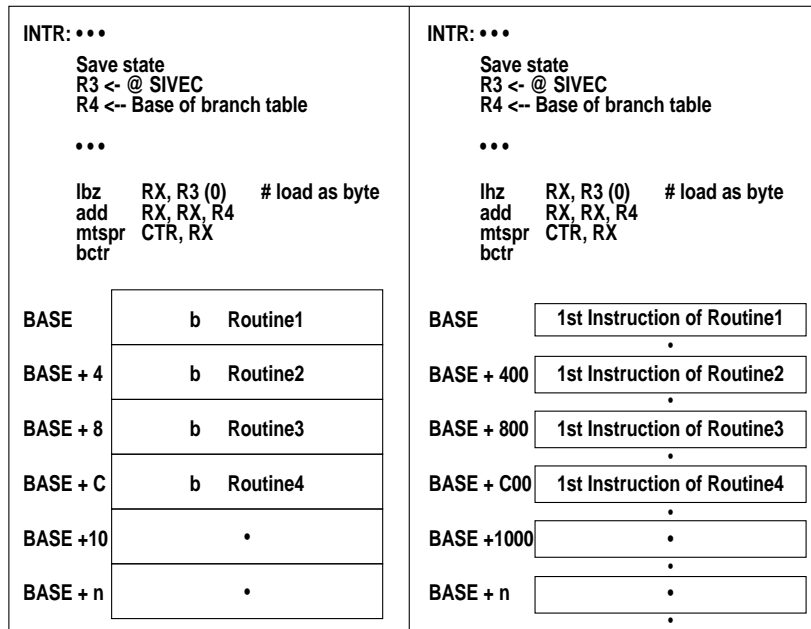 INTR: • • •
Save state
R3 <- @ SIVEC
R4 <-- Base of branch table
• • •
lbz RX, R3 (0) # load as byte
add RX, RX, R4
mtspr CTR, RX
bctr
BASE b Routine1
BASE + 4 b Routine2
BASE + 8 b Routine3
BASE + C b Routine4
BASE +10 •
BASE + n •
INTR: • • •
Save state
R3 <- @ SIVEC
R4 <-- Base of branch table
• • •
lhz RX, R3 (0) # load as byte
add RX, RX, R4
mtspr CTR, RX
bctr
BASE 1st Instruction of Routine1
•
BASE + 400 1st Instruction of Routine2
•
BASE + 800 1st Instruction of Routine3
•
BASE + C00 1st Instruction of Routine4
•
BASE +1000 •
•
BASE + n •
•